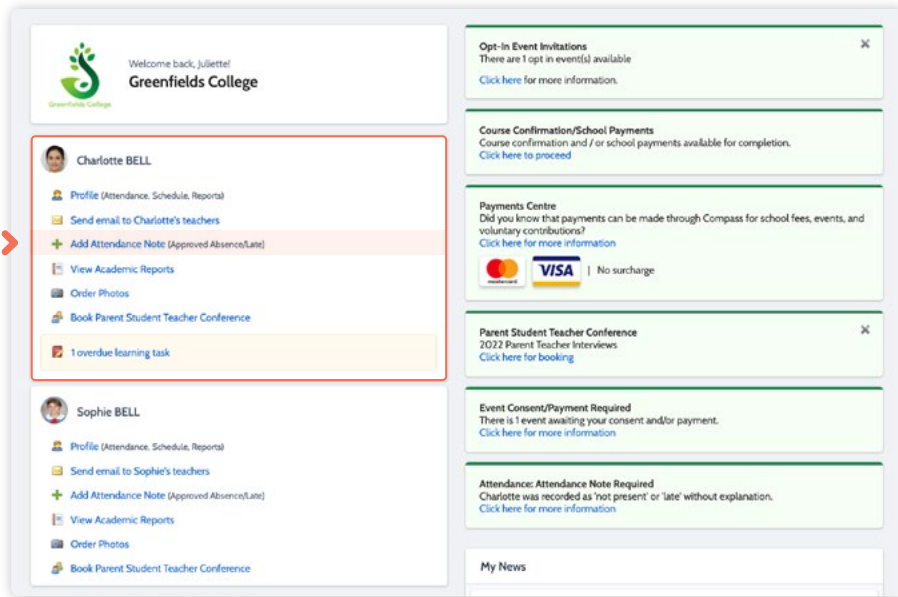 Welcome back, Juliette!
Greenfields College
Greenfields College
Charlotte BELL
Profile (Attendance, Schedule, Reports)
Send email to Charlotte's teachers
Add Attendance Note (Approved Absence/Late)
View Academic Reports
Order Photos
Book Parent Student Teacher Conference
1 overdue learning task
Sophie BELL
Profile (Attendance, Schedule, Reports)
Send email to Sophie's teachers
Add Attendance Note (Approved Absence/Late)
View Academic Reports
Order Photos
Book Parent Student Teacher Conference
Opt-In Event Invitations
There are 1 opt in event(s) available
Click here for more information.
Course Confirmation/School Payments
Course confirmation and / or school payments available for completion.
Click here to proceed
Payments Centre
Did you know that payments can be made through Compass for school fees, events, and
voluntary contributions?
Click here for more information
mastercard VISA | No surcharge
Parent Student Teacher Conference
2022 Parent Teacher Interviews
Click here for booking
Event Consent/Payment Required
There is 1 event awaiting your consent and/or payment.
Click here for more information
Attendance: Attendance Note Required
Charlotte was recorded as 'not present' or 'late' without explanation.
Click here for more information
My News